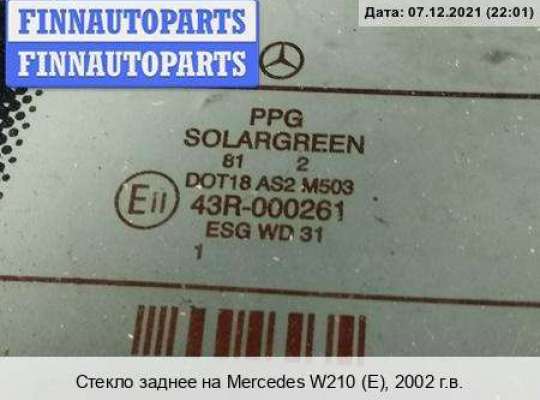 FINNAUTOPARTS
FINNAUTOPARTS
Дата: 07.12.2021 (22:01)
PPG
SOLARGREEN
81 2
DOT18 AS2 M503
E11 43R-000261
ESG WD 31
1
Стекло заднее на Mercedes W210 (E), 2002 г.в.